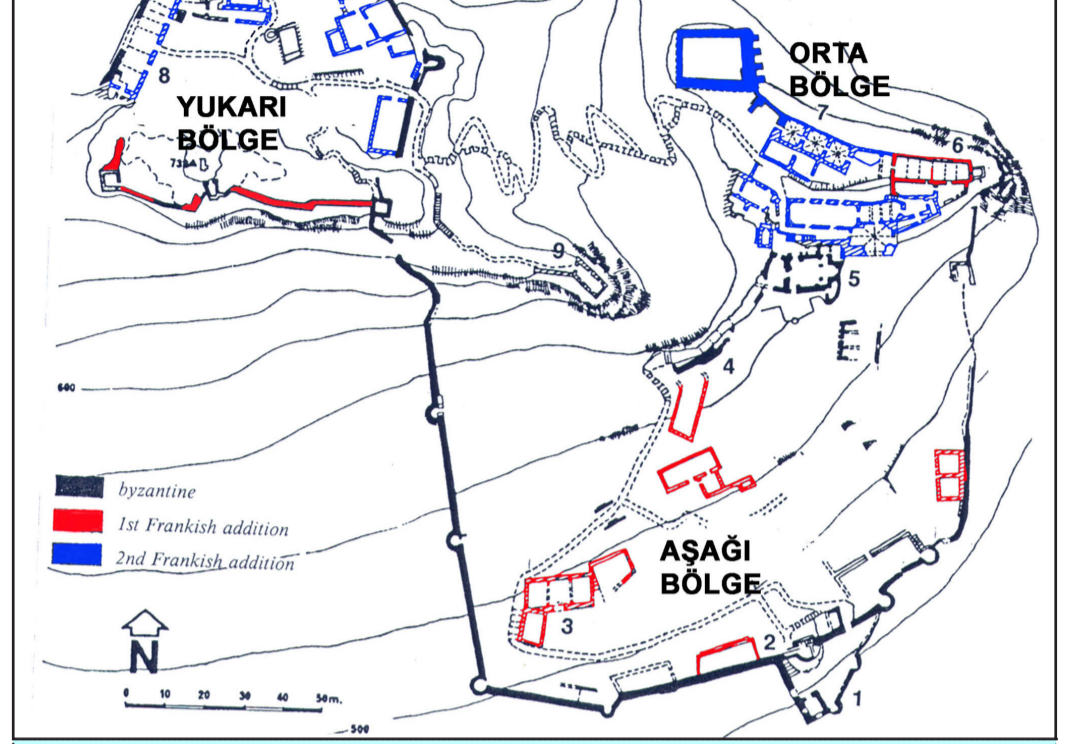 ORTA
BÖLGE
7
8
YUKARI
BÖLGE
6
732
9
5
4
600
byzantine
1st Frankish addition
2nd Frankish addition
AŞAĞI
BÖLGE
3
2
N
1
0 10 20 30 40 50m.
500